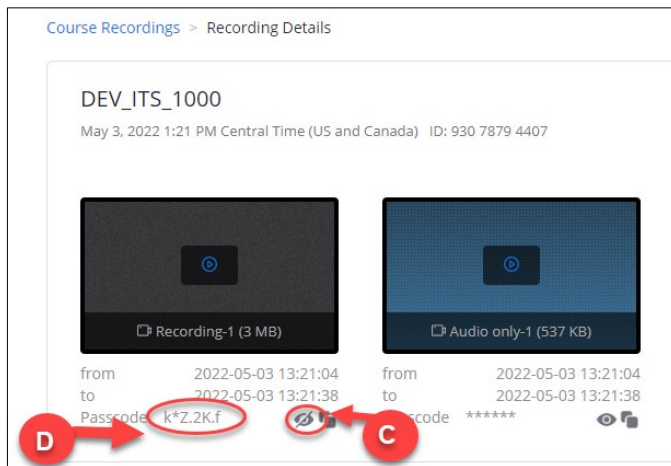 Course Recordings > Recording Details
DEV_ITS_1000
May 3, 2022 1:21 PM Central Time (US and Canada) ID: 930 7879 4407
Recording-1 (3 MB)
Audio only-1 (537 KB)
from 2022-05-03 13:21:04
to 2022-05-03 13:21:38
Passcode k*Z.2K.f
from 2022-05-03 13:21:04
to 2022-05-03 13:21:38
******
D
C